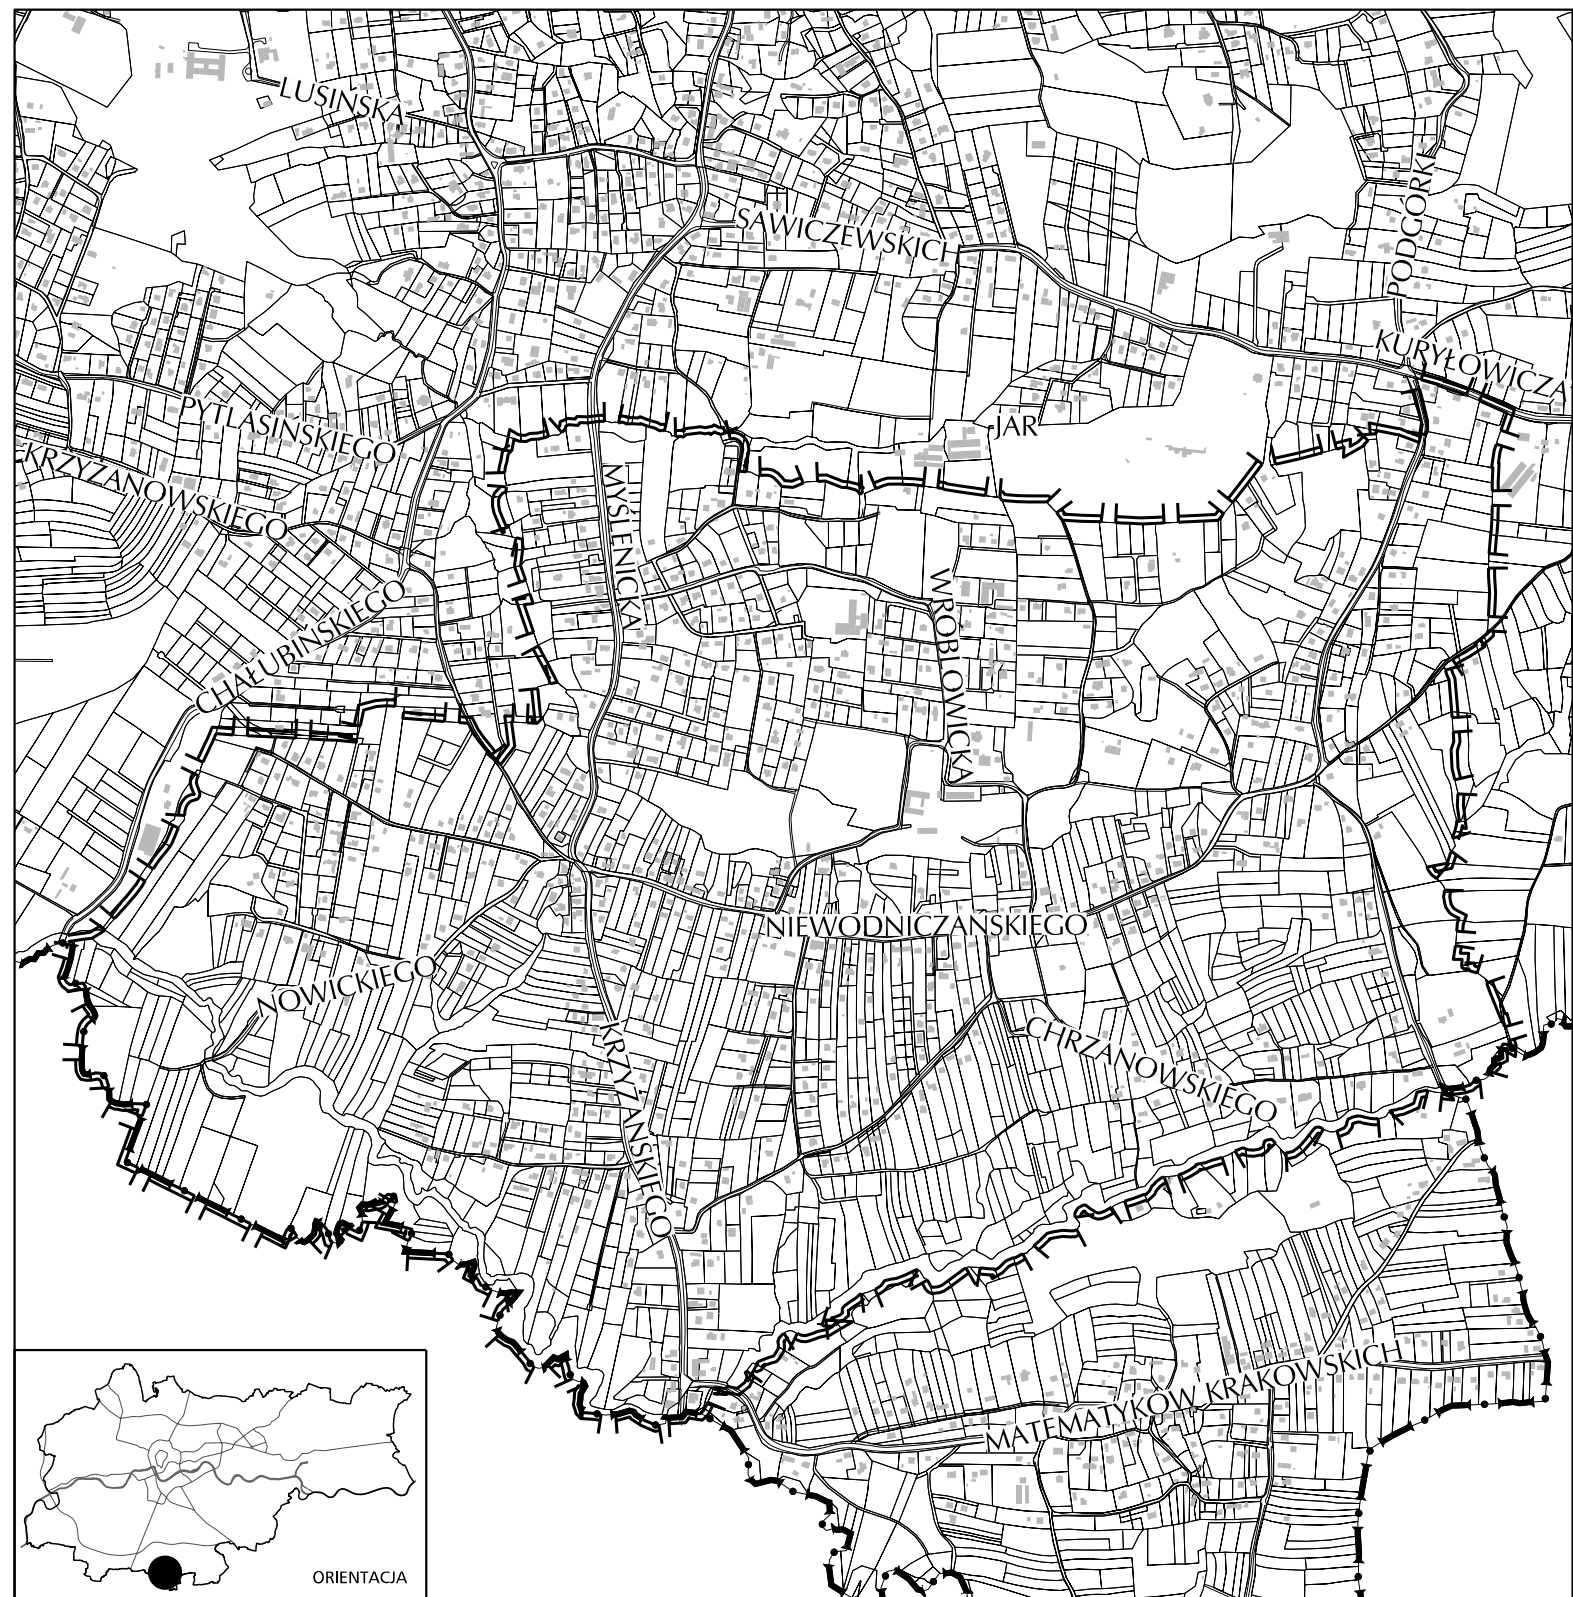 LUSIŃSKA
SAWICZEWSKICH
PODGÓRKI
KURYŁOWICZA
PYTLASIŃSKIEGO
JAR
KRZYŻANOWSKIEGO
MYŚLENICKA
CHAŁUBIŃSKIEGO
WRÓBLOWICKA
NIEWODNICZAŃSKIEGO
NOWICKIEGO
KRZYŻAŃSKIEGO
CHRZANOWSKIEGO
MATEMATYKÓW KRAKOWSKICH
ORIENTACJA